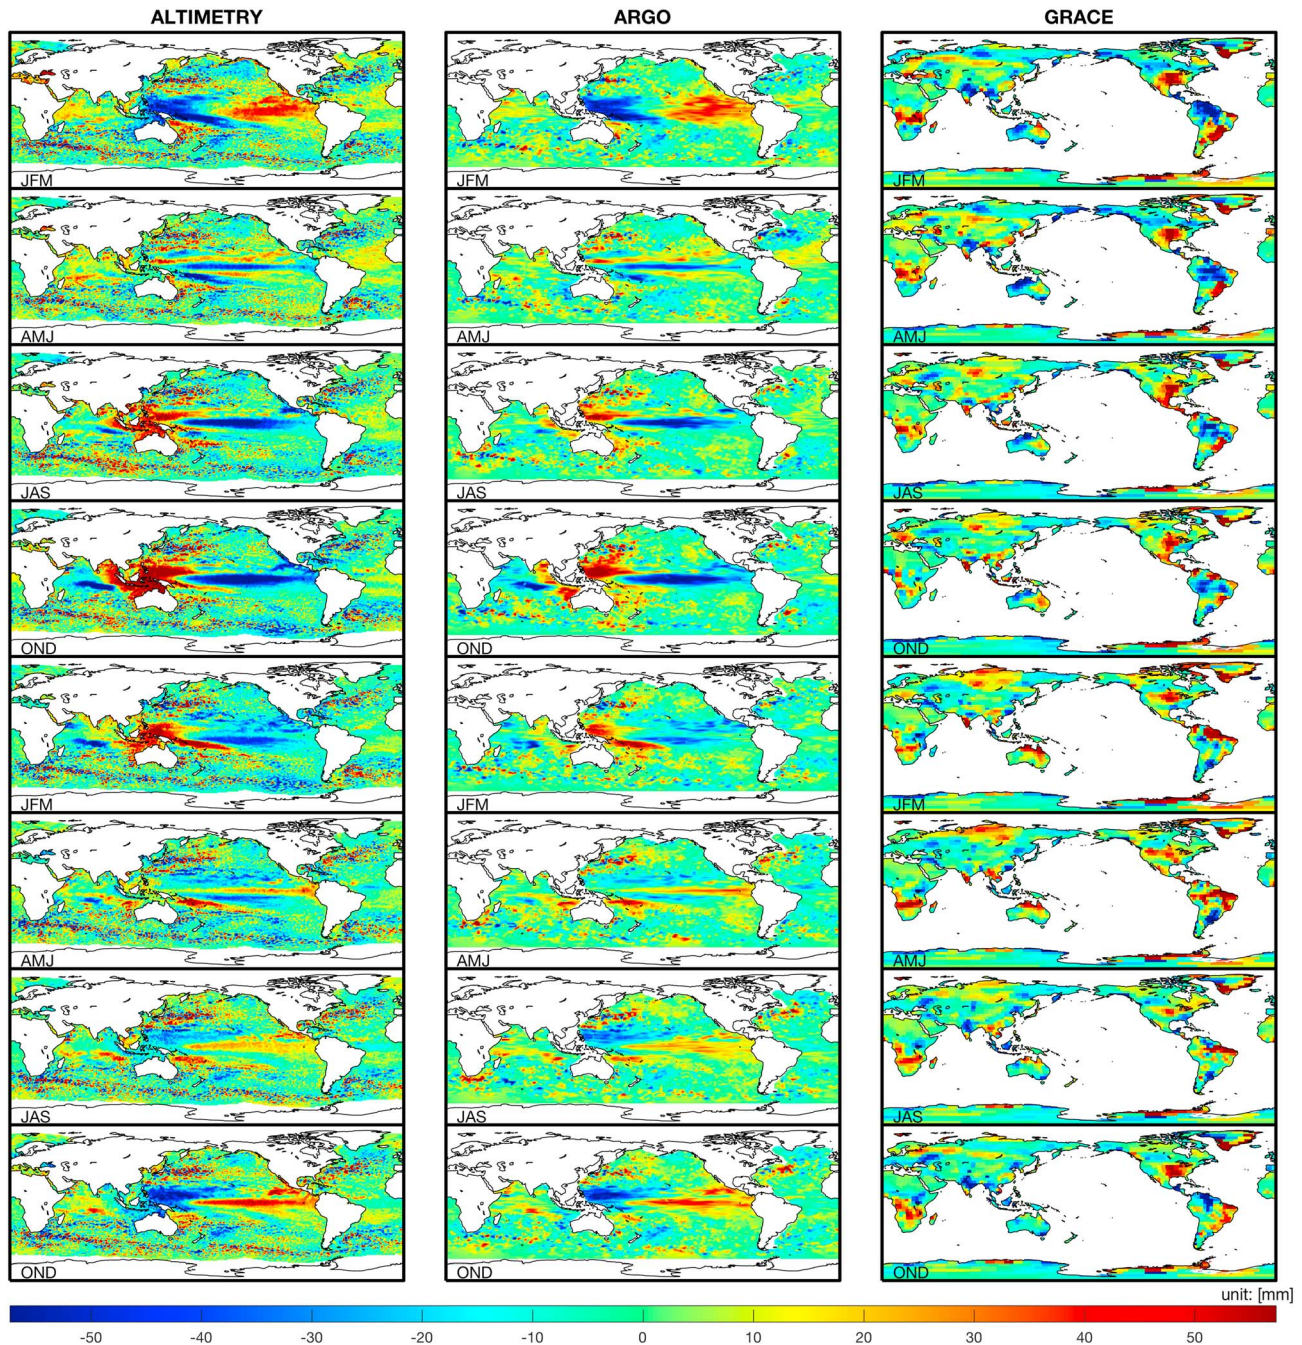 ALTIMETRY ARGO GRACE
JFM JFM JFM
AMJ AMJ AMJ
JAS JAS JAS
OND OND OND
JFM JFM JFM
AMJ AMJ AMJ
JAS JAS JAS
OND OND OND
unit: [mm]
-50 -40 -30 -20 -10 0 10 20 30 40 50